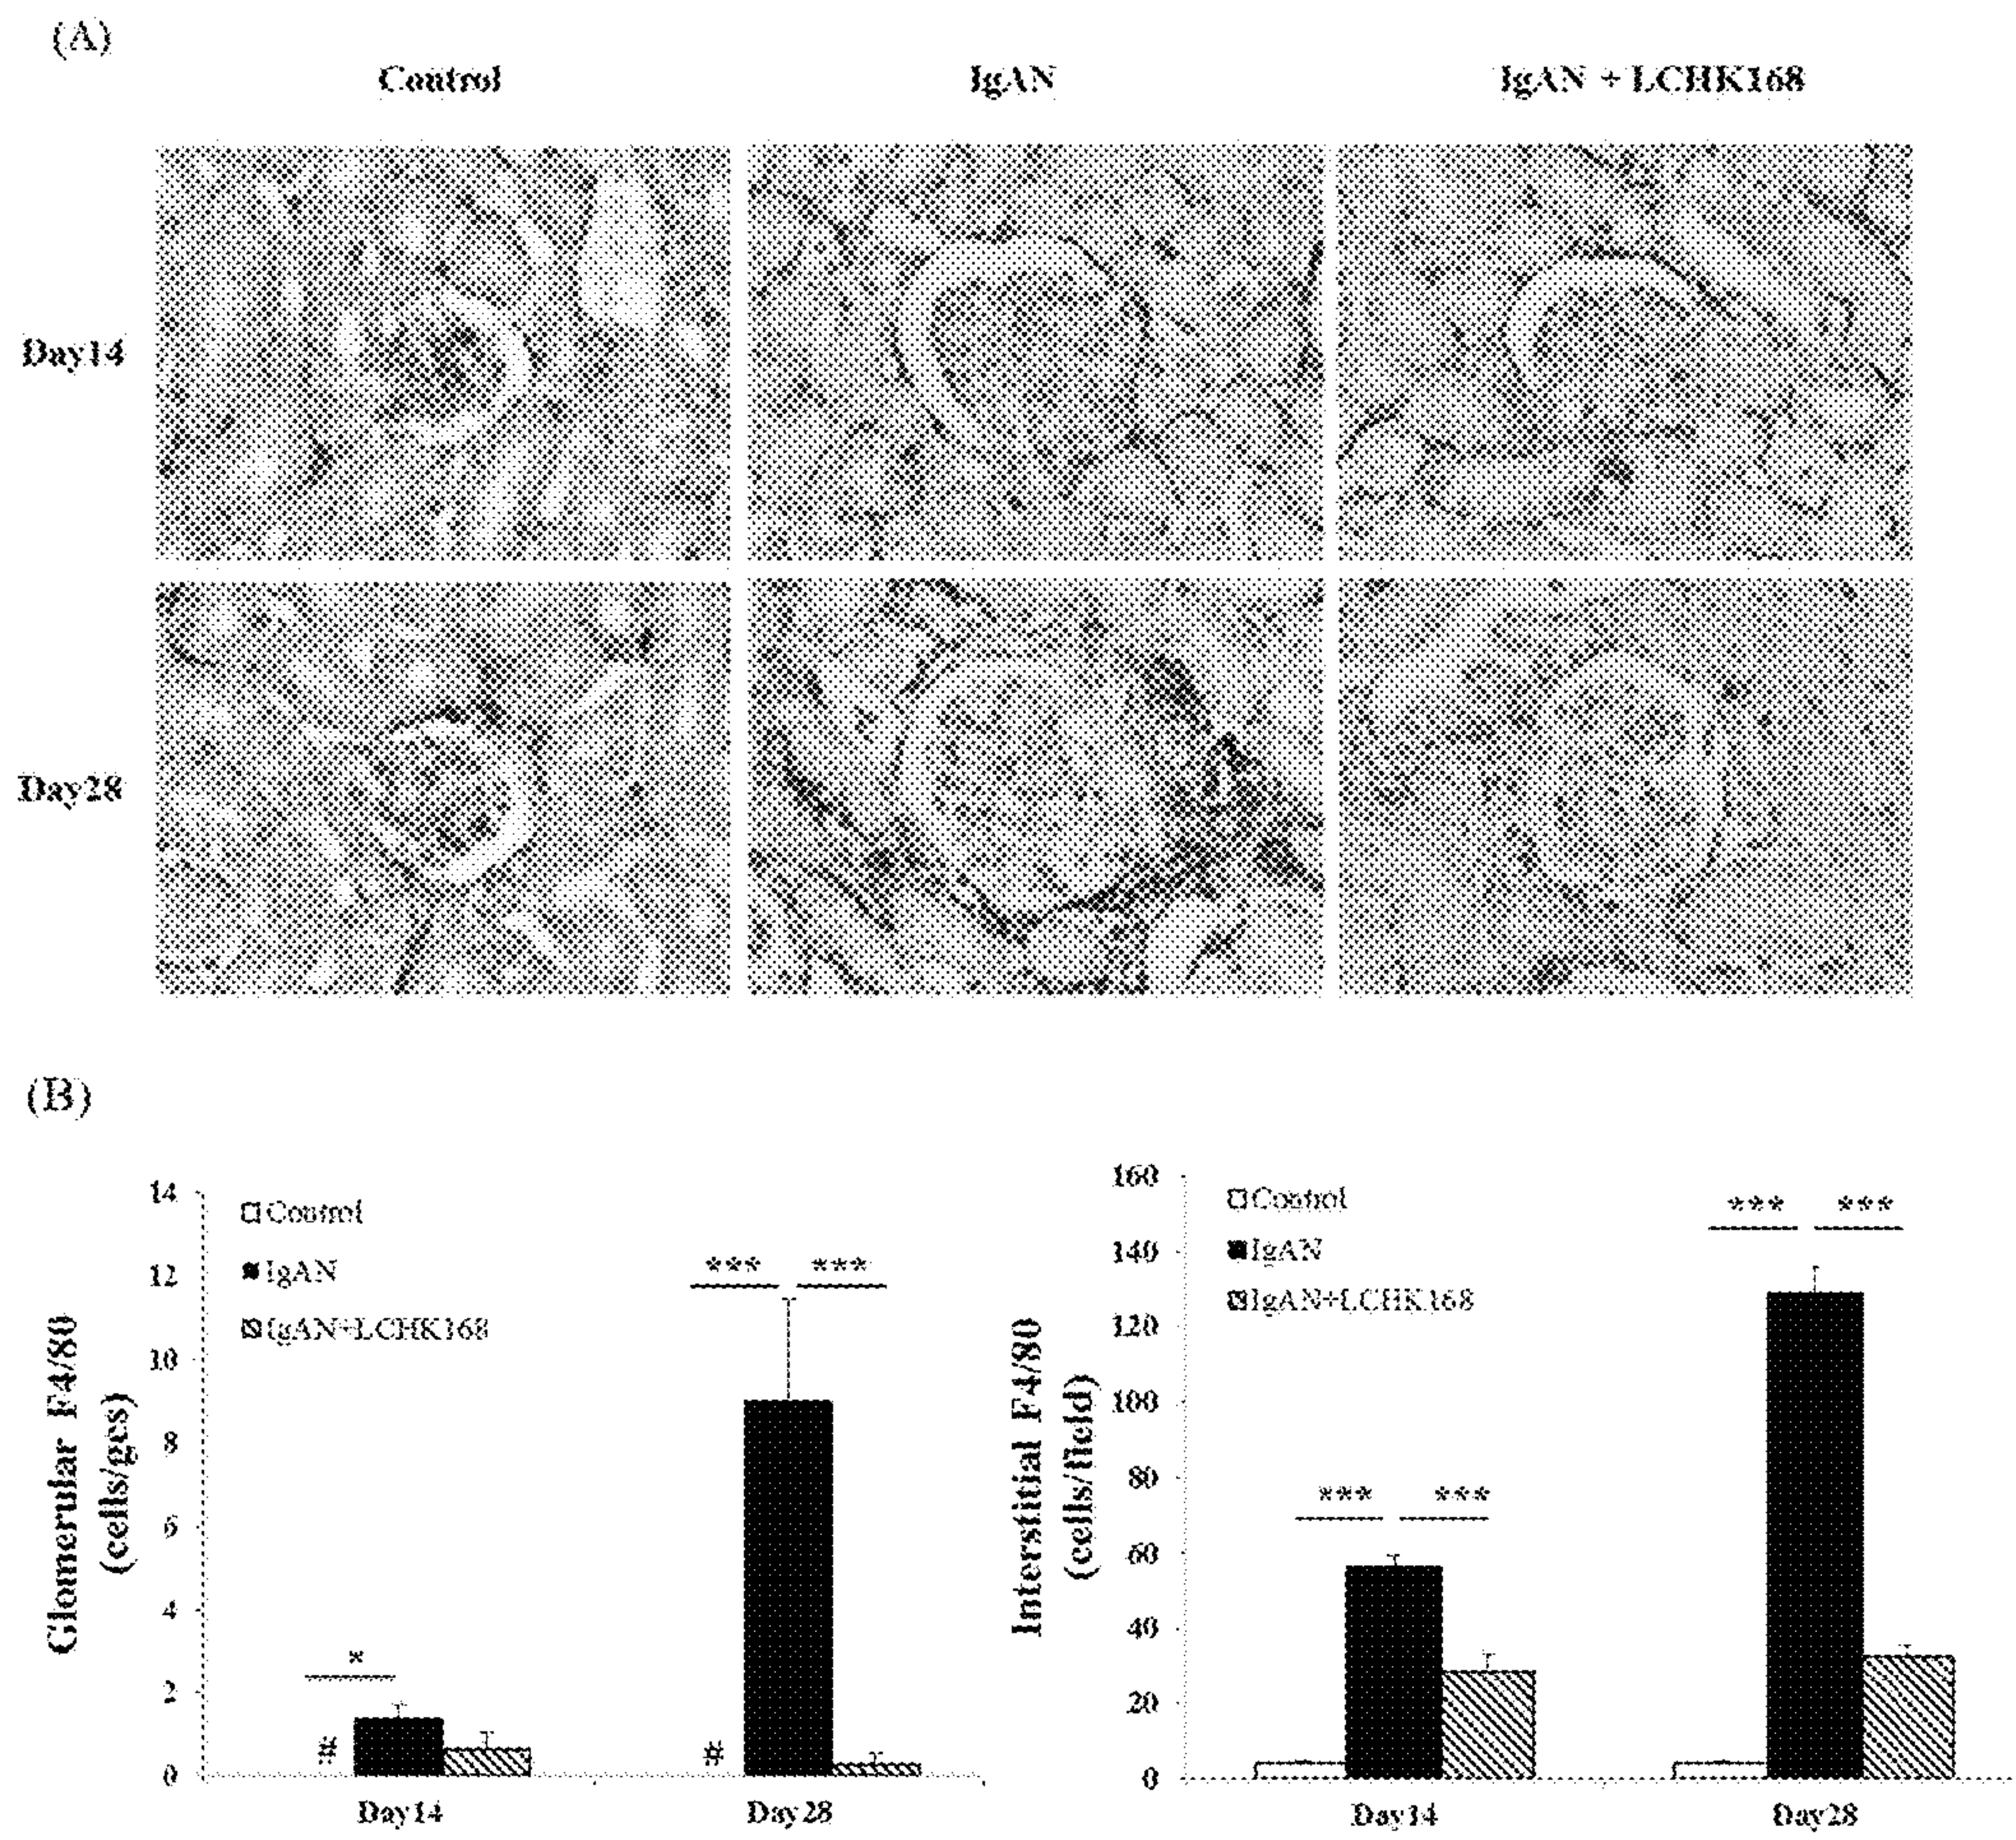 (A)
Control IgAN IgAN + LCHK168
Day14
Day28
(B)
Glomerular F4/80
(cells/gcs)
14
12
10
8
6
4
2
0
Control
IgAN
IgAN+LCHK168
*
#
***
***
#
Day14 Day28
Interstitial F4/80
(cells/field)
160
140
120
100
80
60
40
20
0
Control
IgAN
IgAN+LCHK168
*** ***
*** ***
Day14 Day28